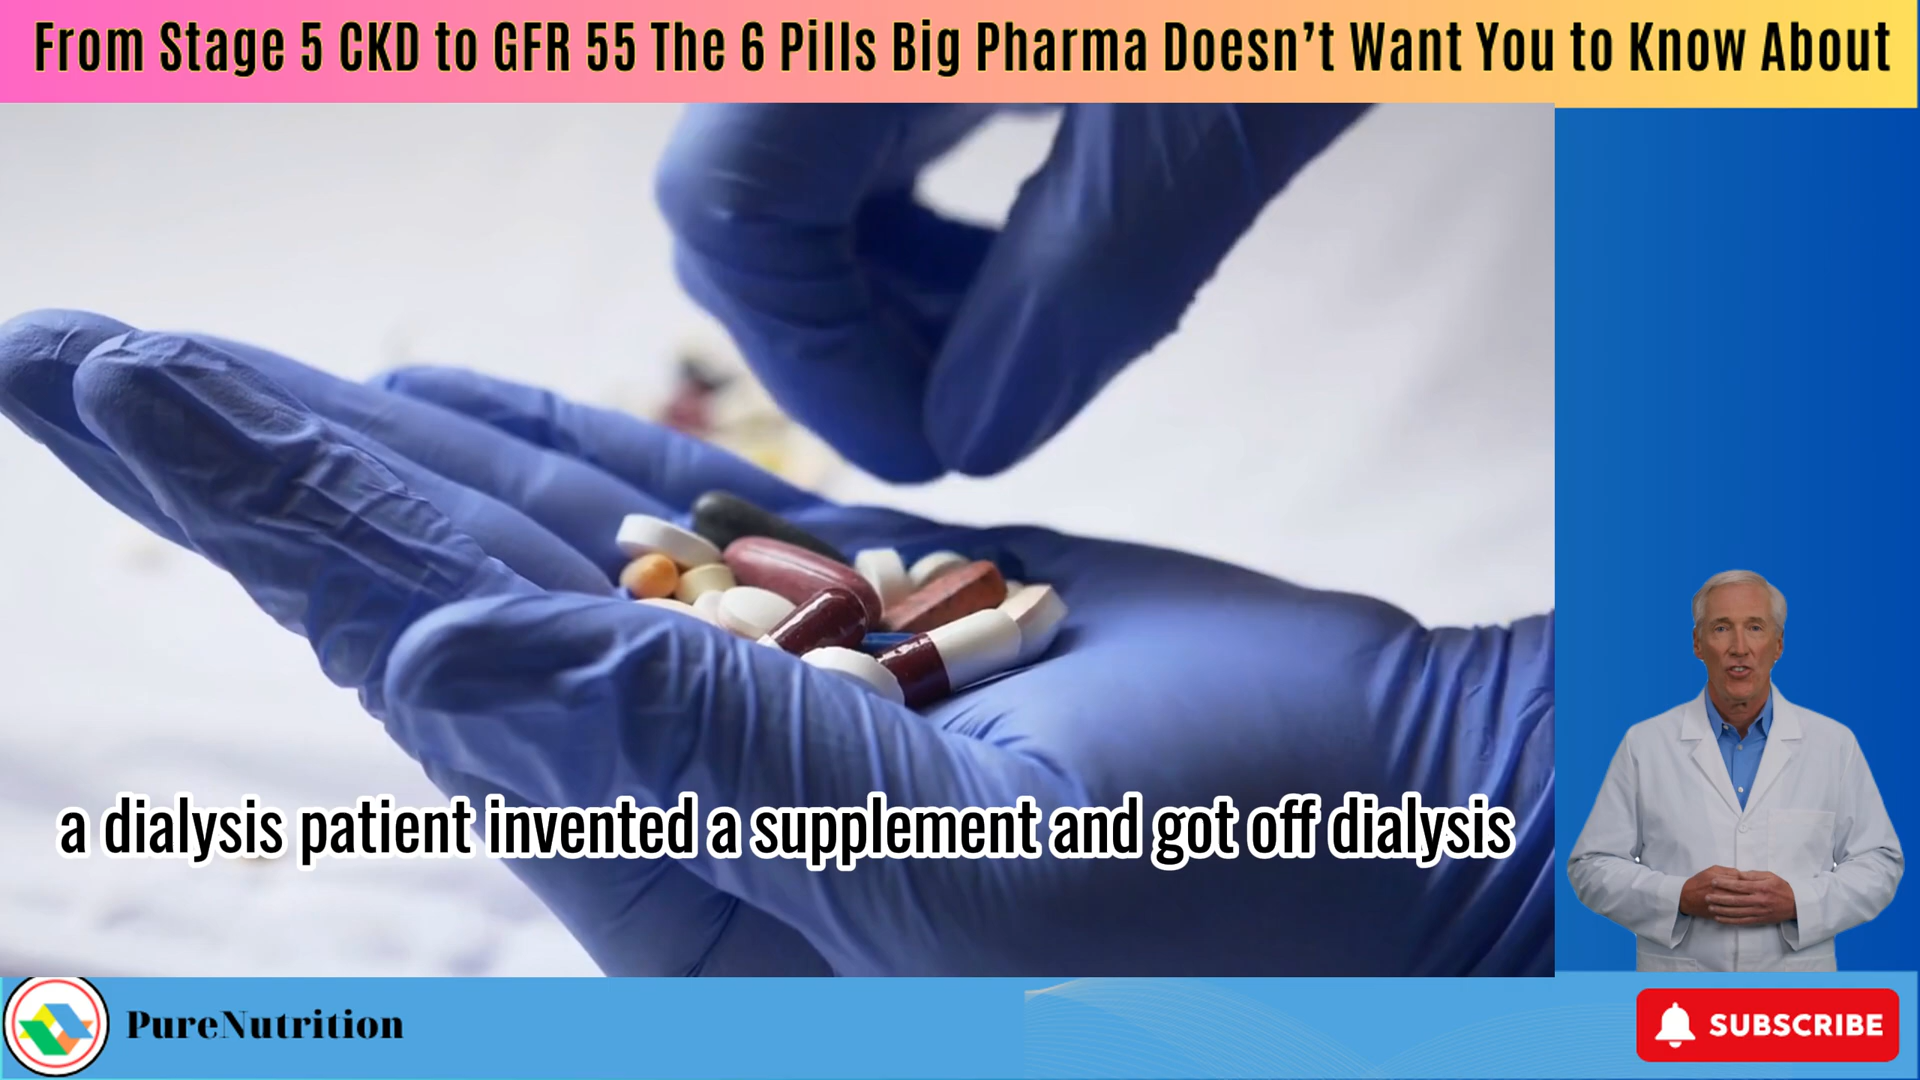 From Stage 5 CKD to GFR 55 The 6 Pills Big Pharma Doesn’t Want You to Know About
a dialysis patient invented a supplement and got off dialysis
PureNutrition
SUBSCRIBE